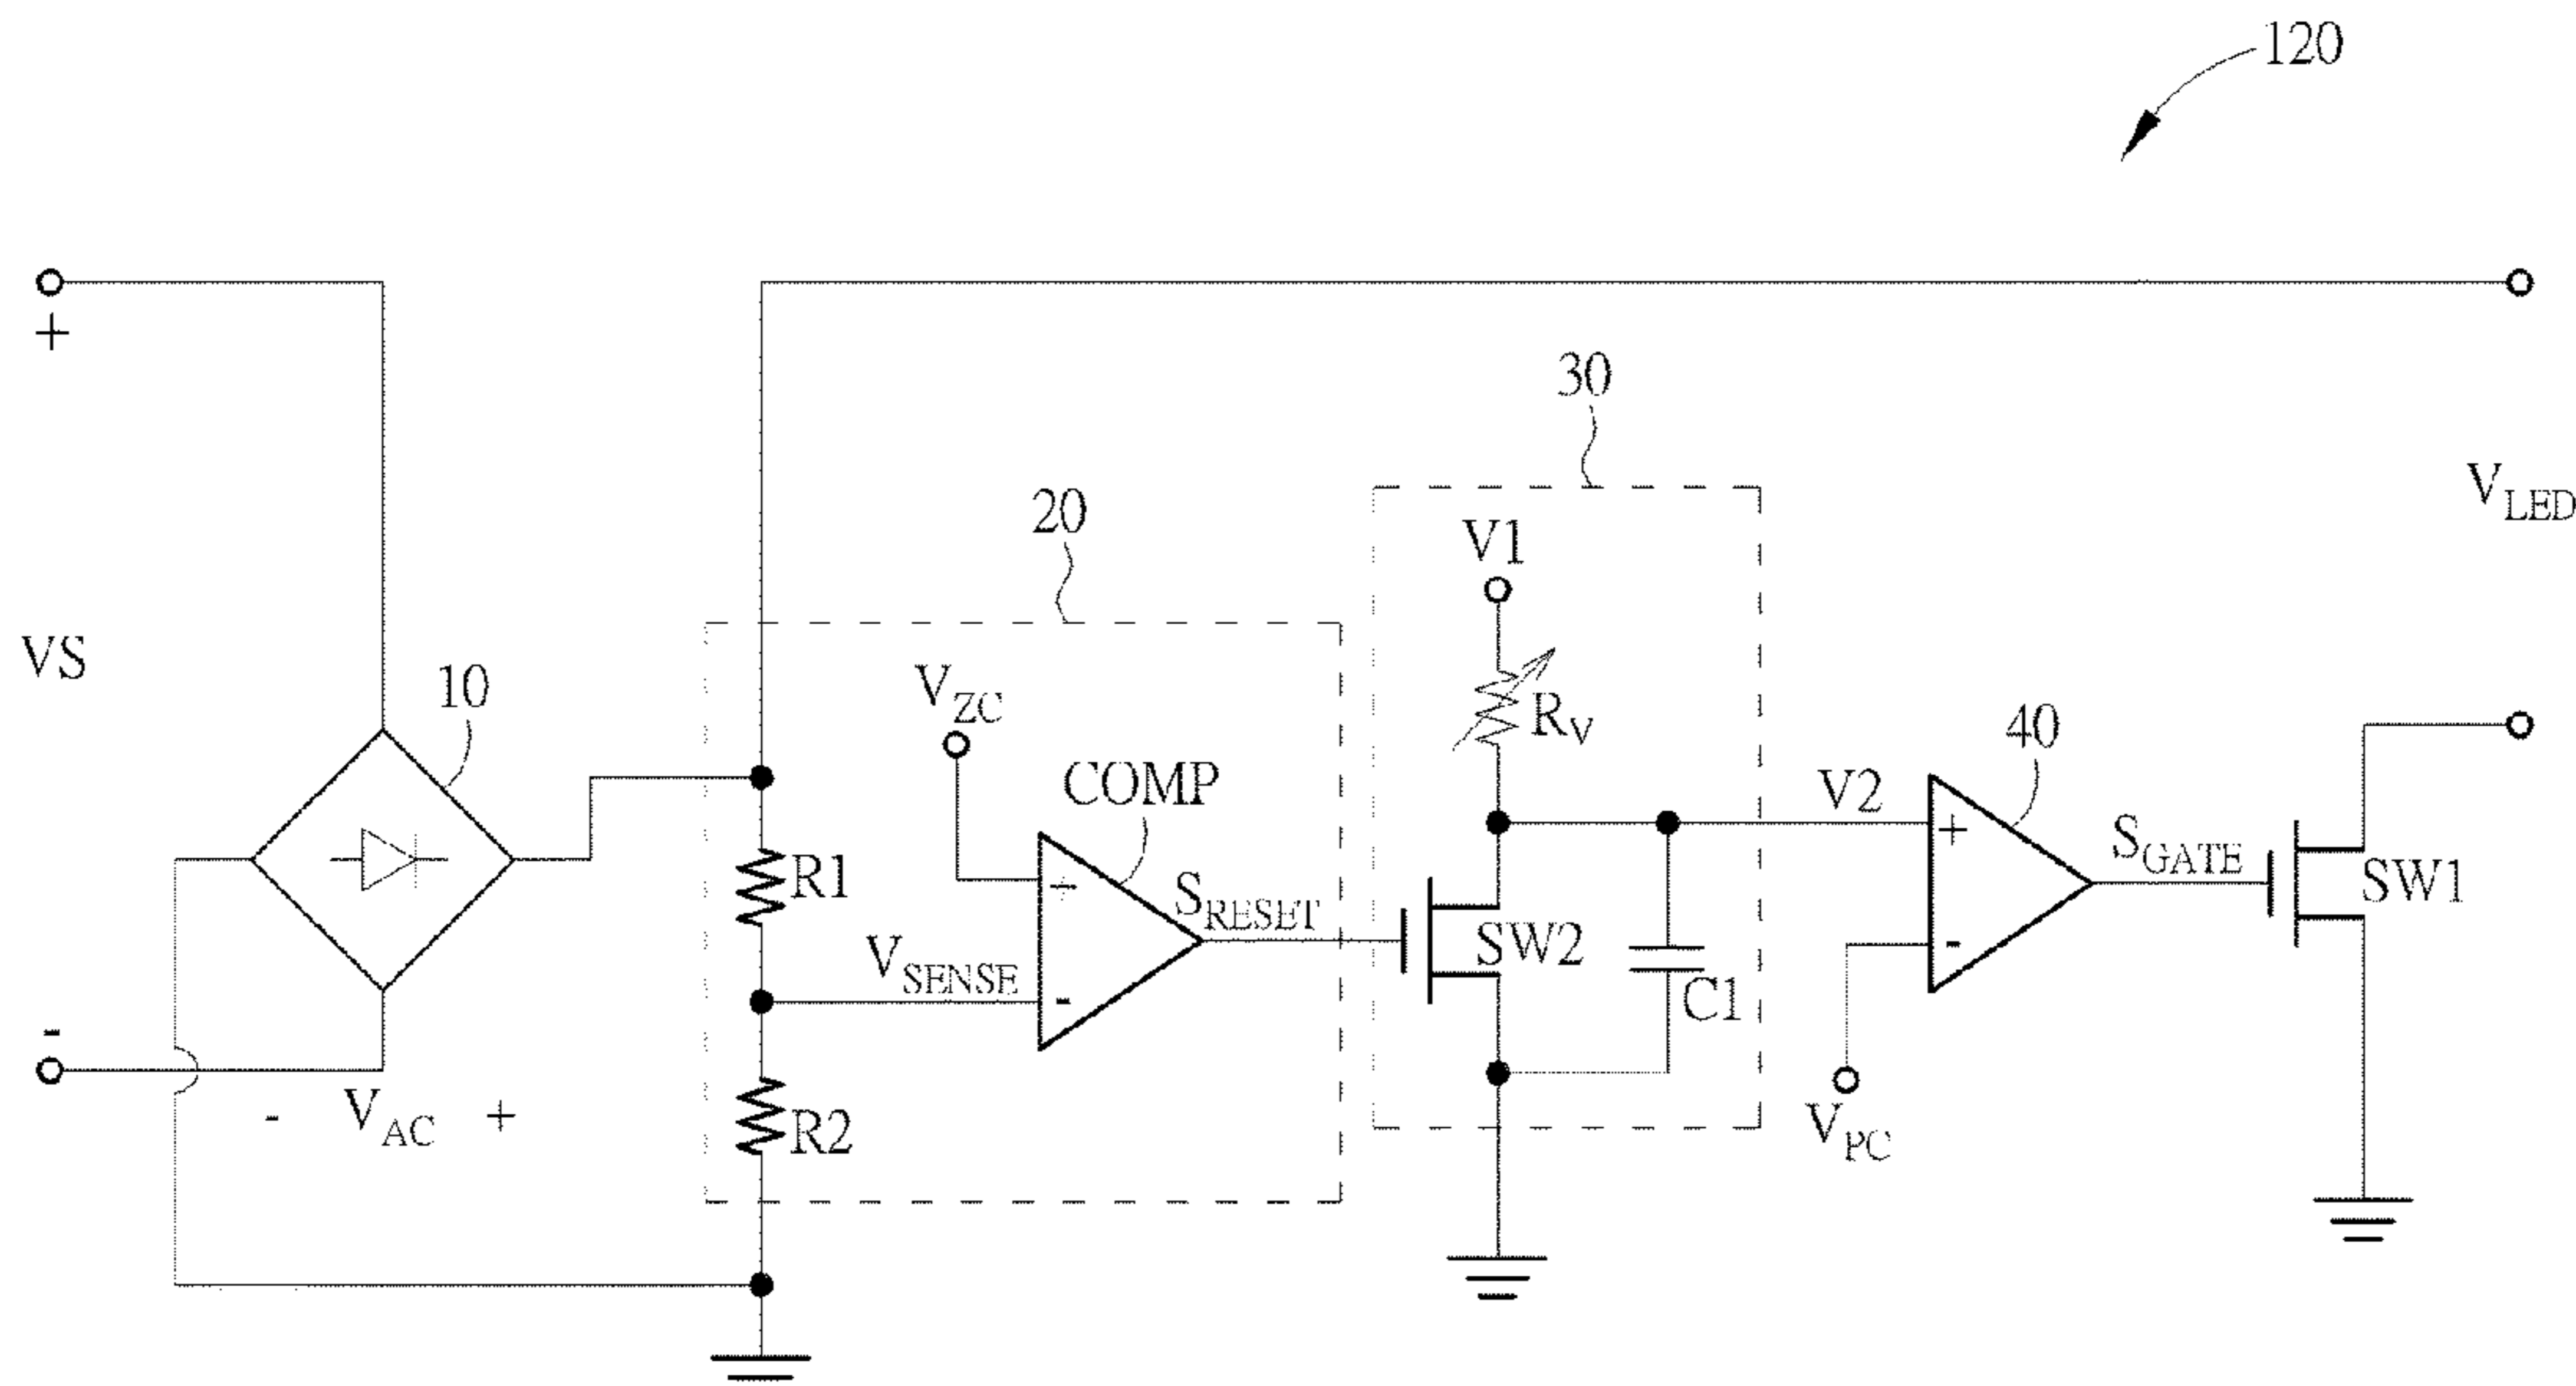 120
+
30
V1
V_LED
20
VS
10
V_ZC
R_V
COMP
40
V2
+
÷
R1
S_RESET
S_GATE
SW1
V_SENSE
SW2
-
-
-
C1
- V_AC +
R2
V_PC